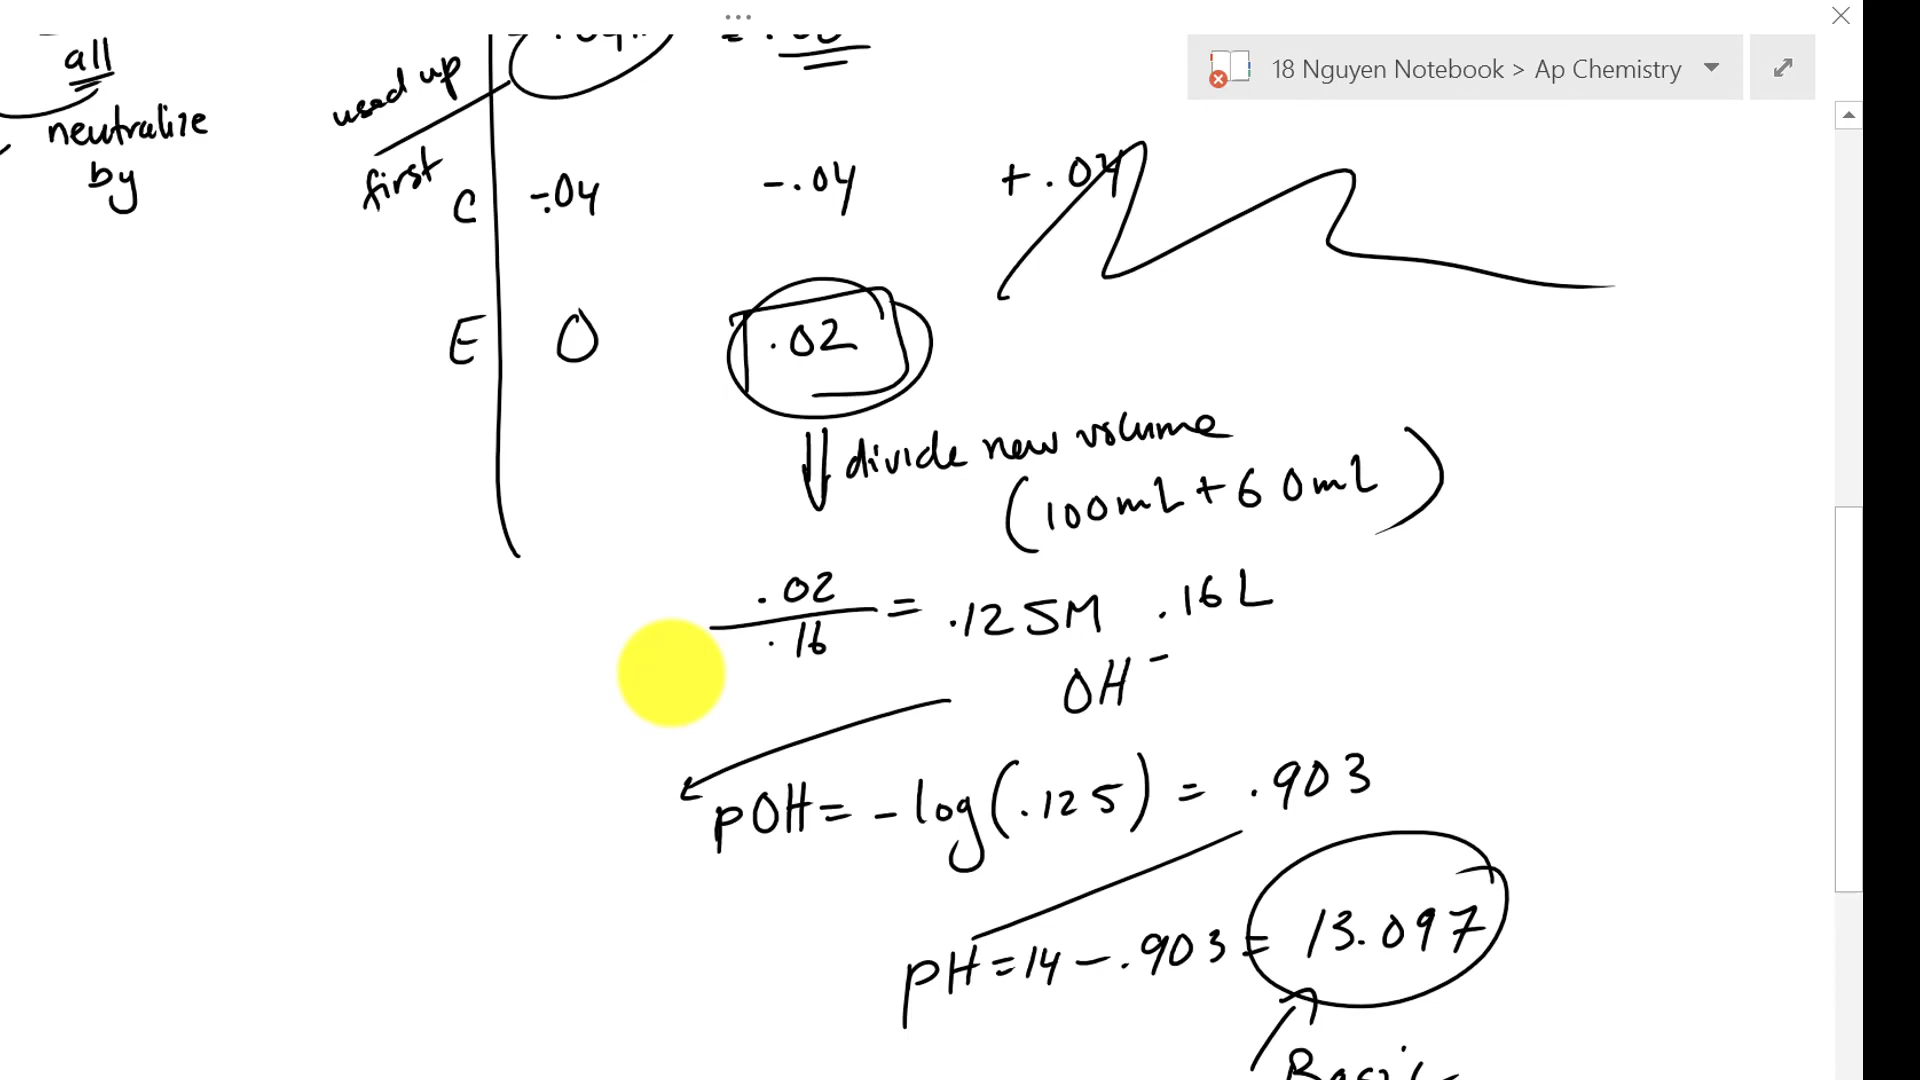 18 Nguyen Notebook > Ap Chemistry
all
neutralize
by
used up
first
C -.04 -.04 + .04
E 0 .02
divide new volume
(100mL + 60mL)
.02
.16
= .125M .16L
OH⁻
pOH = - log(.125) = .903
pH = 14 - .903 = 13.097